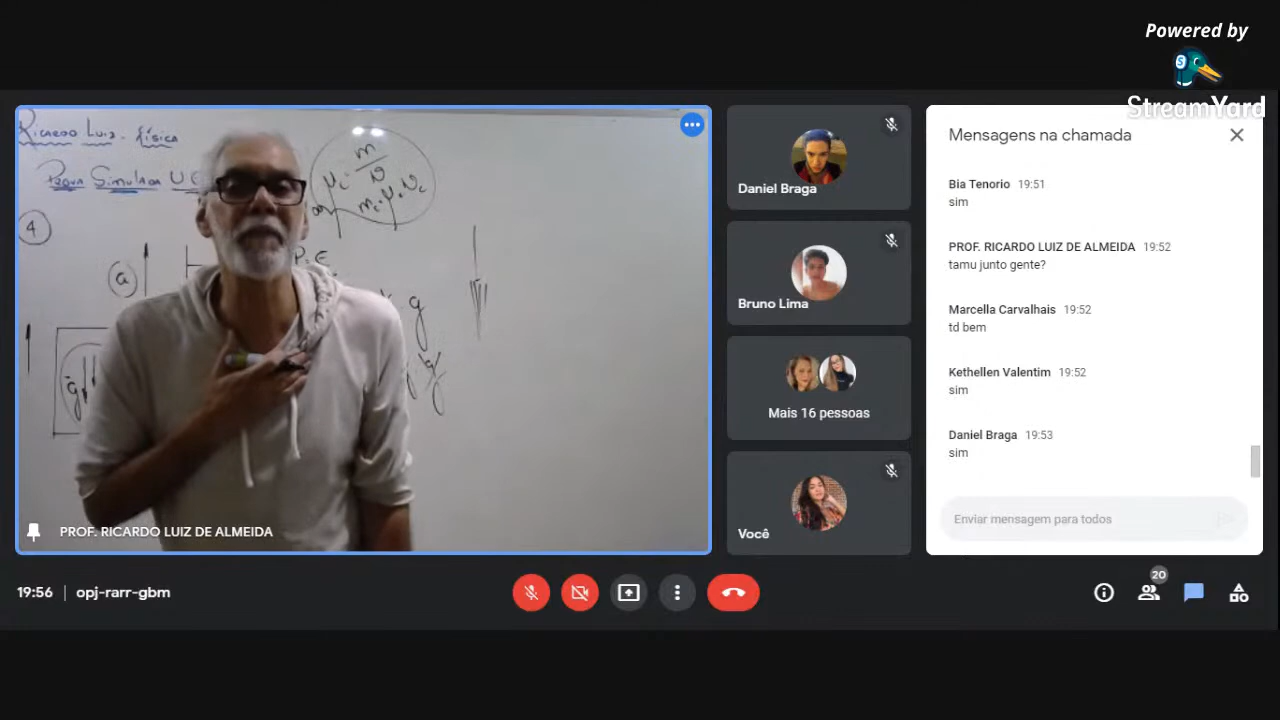 Powered by
StreamYard
Ricardo Luiz - Física
Prova Simulada U
4
a
P = E
g
Daniel Braga
Bruno Lima
Mais 16 pessoas
Você
PROF. RICARDO LUIZ DE ALMEIDA
Mensagens na chamada
Bia Tenorio 19:51
sim
PROF. RICARDO LUIZ DE ALMEIDA 19:52
tamu junto gente?
Marcella Carvalhais 19:52
td bem
Kethellen Valentim 19:52
sim
Daniel Braga 19:53
sim
Enviar mensagem para todos
19:56 | opj-rarr-gbm
20